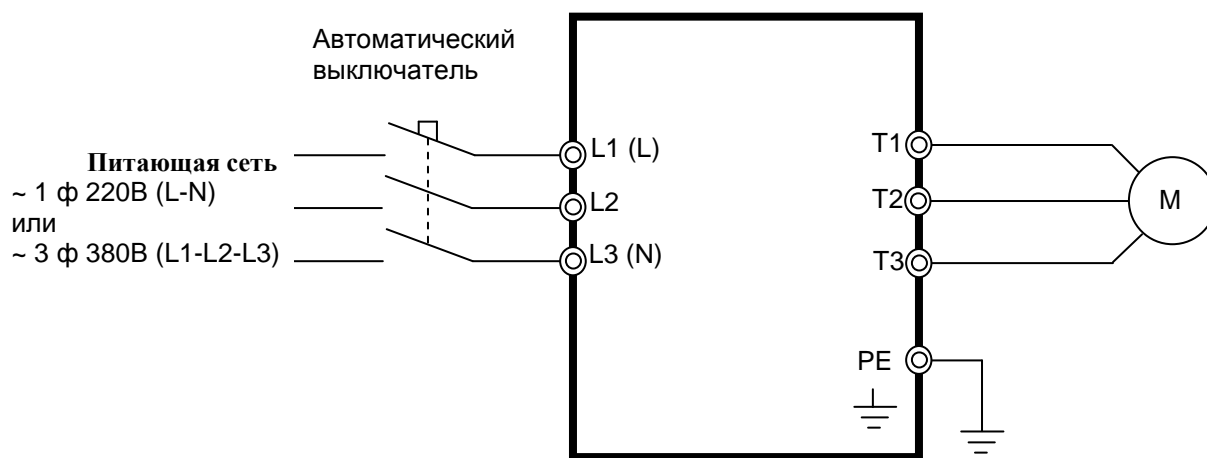 Автоматический
выключатель
Питающая сеть
~ 1 ф 220В (L-N)
или
~ 3 ф 380В (L1-L2-L3)
L1 (L)
L2
L3 (N)
T1
T2
T3
PE
M